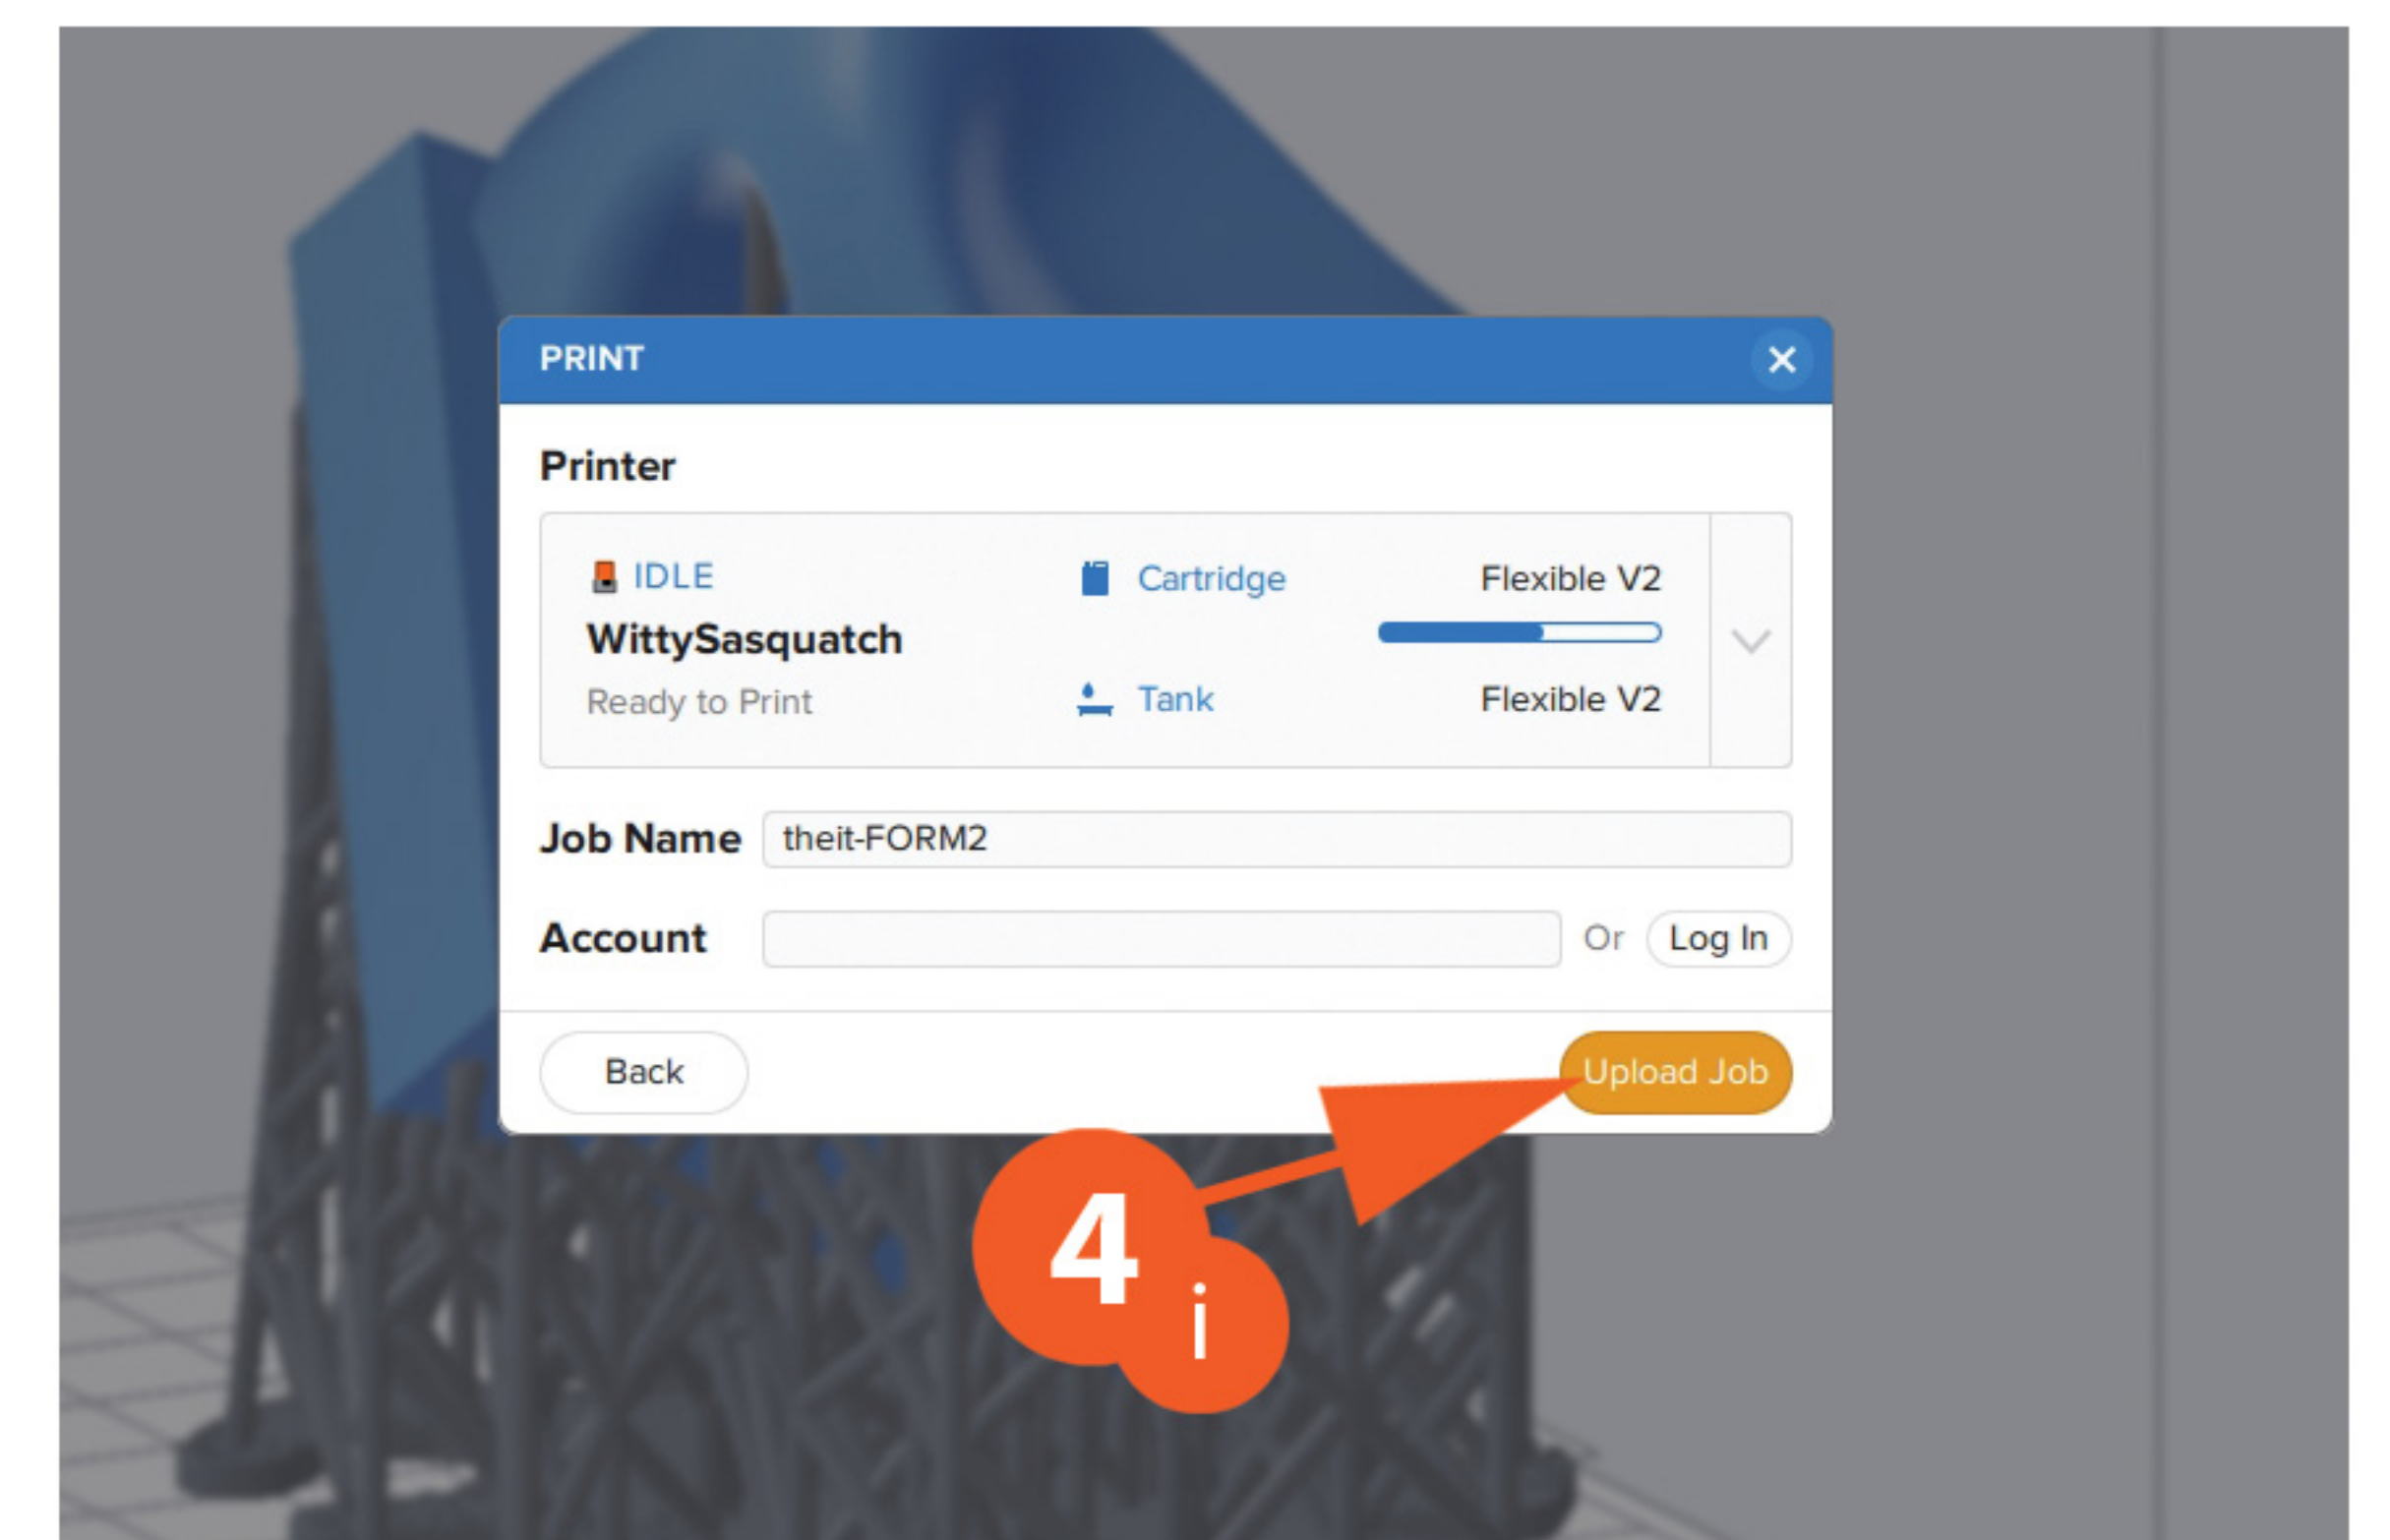 PRINT
Printer
IDLE
Cartridge
Flexible V2
WittySasquatch
Ready to Print
Tank
Flexible V2
Job Name
theit-FORM2
Account
Or
Log In
Back
Upload Job
4
i